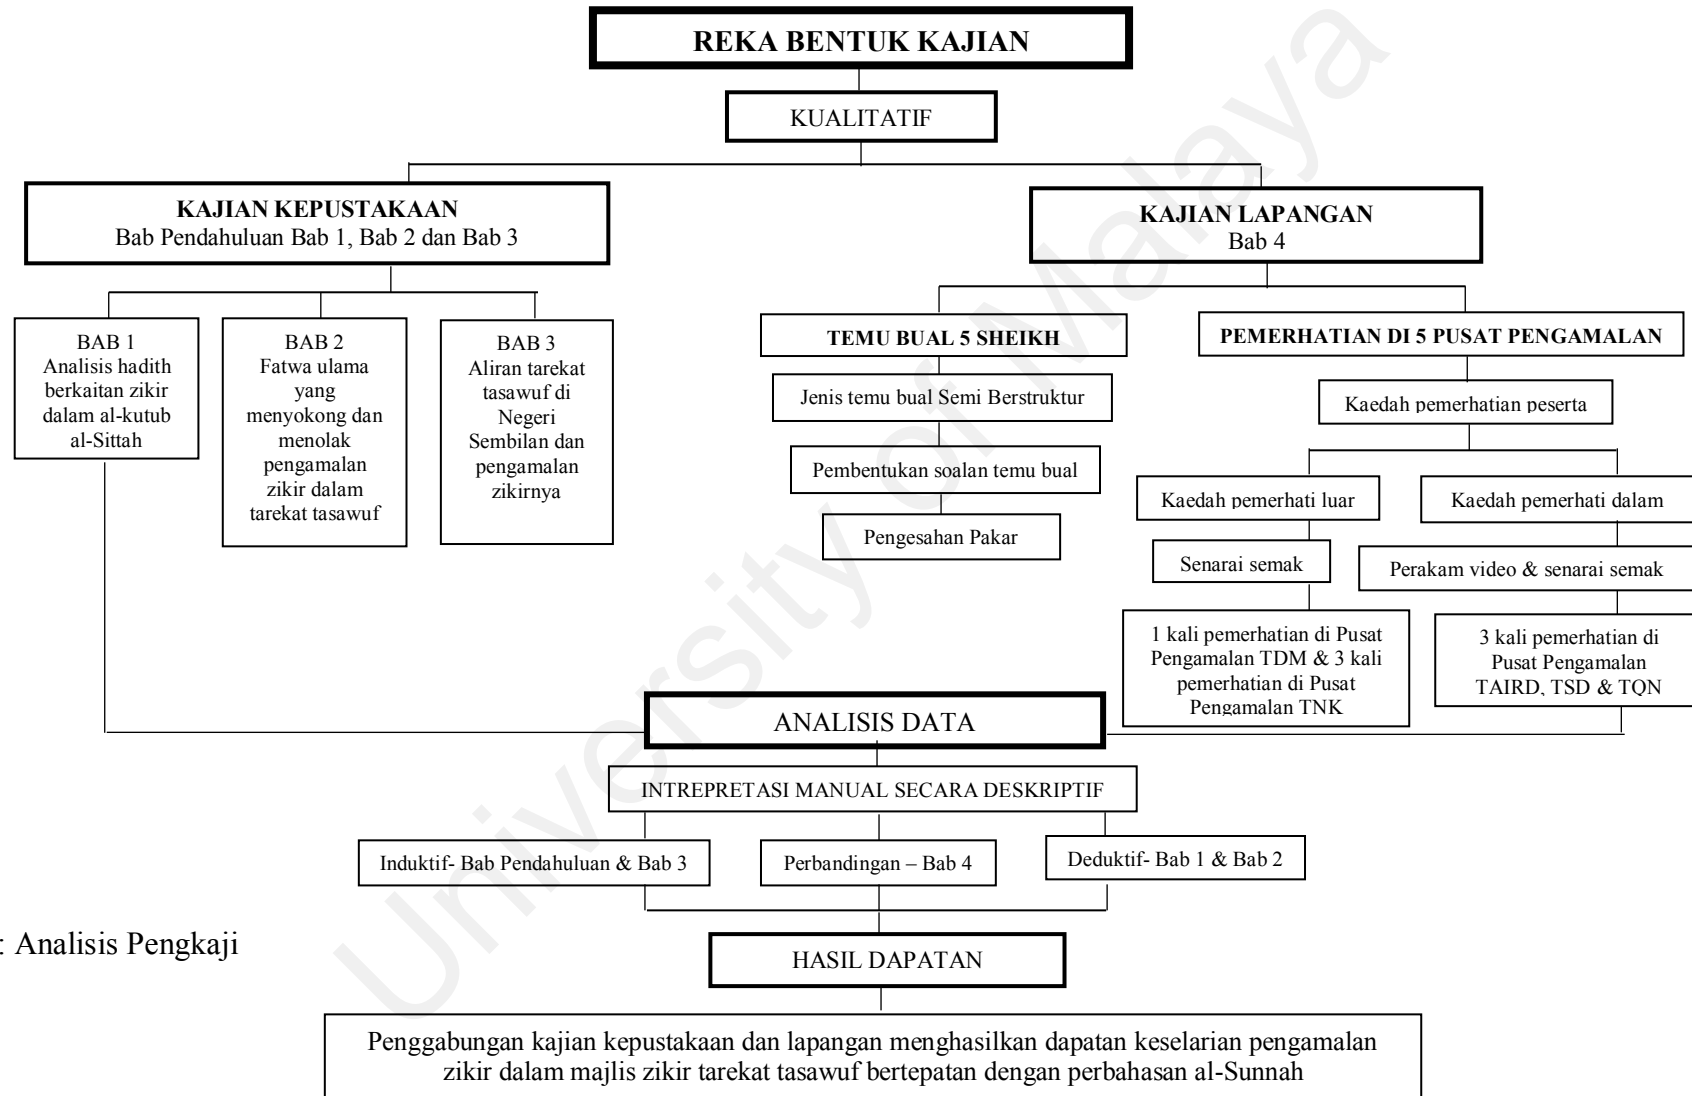 REKA BENTUK KAJIAN
KUALITATIF
KAJIAN KEPUSTAKAAN
Bab Pendahuluan Bab 1, Bab 2 dan Bab 3
KAJIAN LAPANGAN
Bab 4
BAB 1
Analisis hadith
berkaitan zikir
dalam al-kutub
al-Sittah
BAB 2
Fatwa ulama
yang
menyokong dan
menolak
pengamalan
zikir dalam
tarekat tasawuf
BAB 3
Aliran tarekat
tasawuf di
Negeri
Sembilan dan
pengamalan
zikirnya
TEMU BUAL 5 SHEIKH
Jenis temu bual Semi Berstruktur
Pembentukan soalan temu bual
Pengesahan Pakar
PEMERHATIAN DI 5 PUSAT PENGAMALAN
Kaedah pemerhatian peserta
Kaedah pemerhati luar
Senarai semak
1 kali pemerhatian di Pusat
Pengamalan TDM & 3 kali
pemerhatian di Pusat
Pengamalan TNK
Kaedah pemerhati dalam
Perakam video & senarai semak
3 kali pemerhatian di
Pusat Pengamalan
TAIRD, TSD & TQN
ANALISIS DATA
INTREPRETASI MANUAL SECARA DESKRIPTIF
Induktif- Bab Pendahuluan & Bab 3
Perbandingan – Bab 4
Deduktif- Bab 1 & Bab 2
: Analisis Pengkaji
HASIL DAPATAN
Penggabungan kajian kepustakaan dan lapangan menghasilkan dapatan keselarian pengamalan
zikir dalam majlis zikir tarekat tasawuf bertepatan dengan perbahasan al-Sunnah
University of Malaya